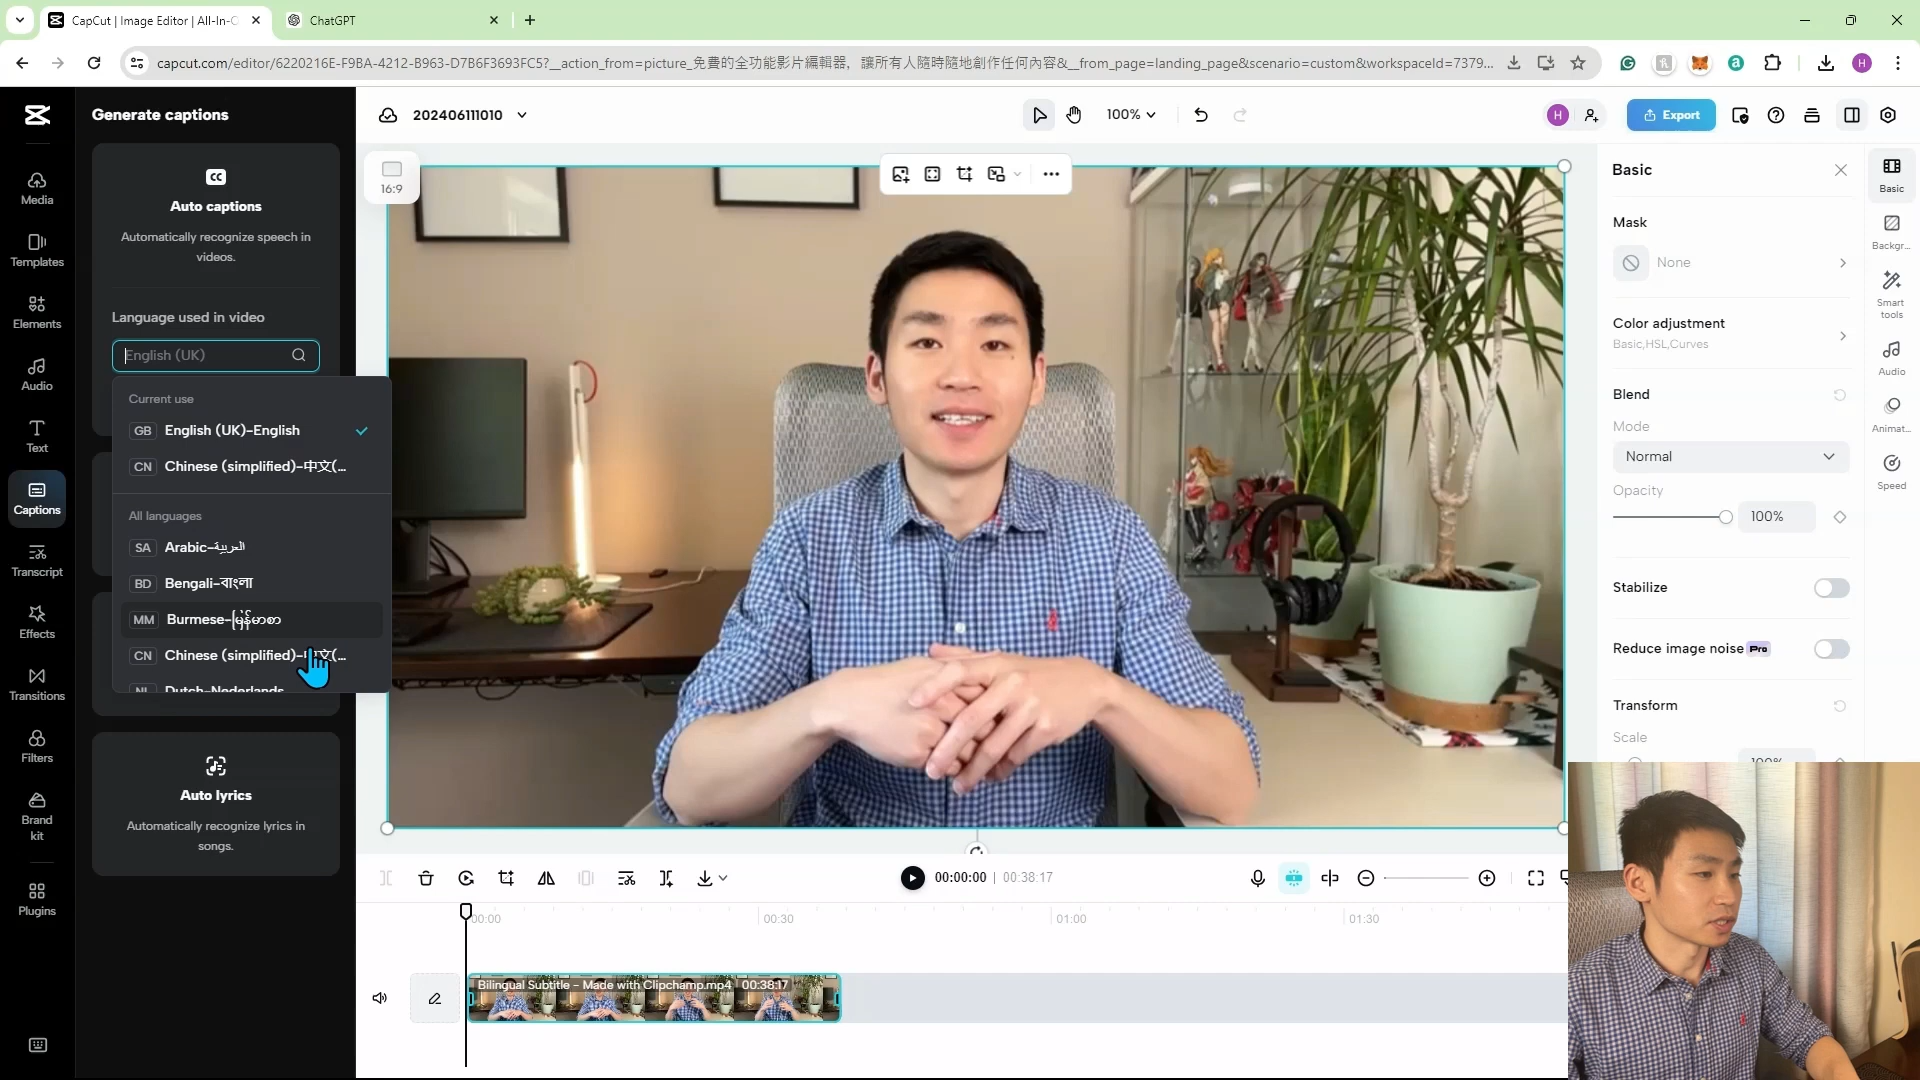 CapCut | Image Editor | All-In-O
ChatGPT
capcut.com/editor/6220216E-F9BA-4212-B963-D7B6F3693FC5?__action_from=picture_免費的全功能影片編輯器，讓所有人隨時隨地創作任何內容&__from_page=landing_page&scenario=custom&workspaceId=7379...
H
Generate captions
202406111010
100%
H
Export
Media
Templates
Elements
Audio
Text
Captions
Transcript
Effects
Transitions
Filters
Brand
kit
Plugins
CC
Auto captions
Automatically recognize speech in
videos.
Language used in video
English (UK)
Current use
GB English (UK)-English
CN Chinese (simplified)-中文(...
All languages
SA Arabic-العربية
BD Bengali-বাংলা
MM Burmese-မြန်မာစာ
CN Chinese (simplified)-中文(...
NL Dutch-Nederlands
Auto lyrics
Automatically recognize lyrics in
songs.
16:9
Basic
Mask
None
Color adjustment
Basic,HSL,Curves
Blend
Mode
Normal
Opacity
100%
Stabilize
Reduce image noise Pro
Transform
Scale
100%
Basic
Backgr...
Smart
tools
Audio
Animat...
Speed
00:00:00 | 00:38:17
00:00
00:30
01:00
01:30
Bilingual Subtitle - Made with Clipchamp.mp4 00:38:17